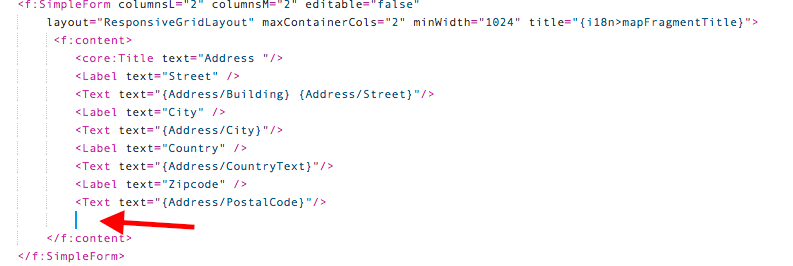 <f:SimpleForm columnsL="2" columnsM="2" editable="false"
layout="ResponsiveGridLayout" maxContainerCols="2" minWidth="1024" title="{i18n>mapFragmentTitle}">
<f:content>
<core:Title text="Address "/>
<Label text="Street" />
<Text text="{Address/Building} {Address/Street}"/>
<Label text="City" />
<Text text="{Address/City}"/>
<Label text="Country" />
<Text text="{Address/CountryText}"/>
<Label text="Zipcode" />
<Text text="{Address/PostalCode}"/>
</f:content>
</f:SimpleForm>